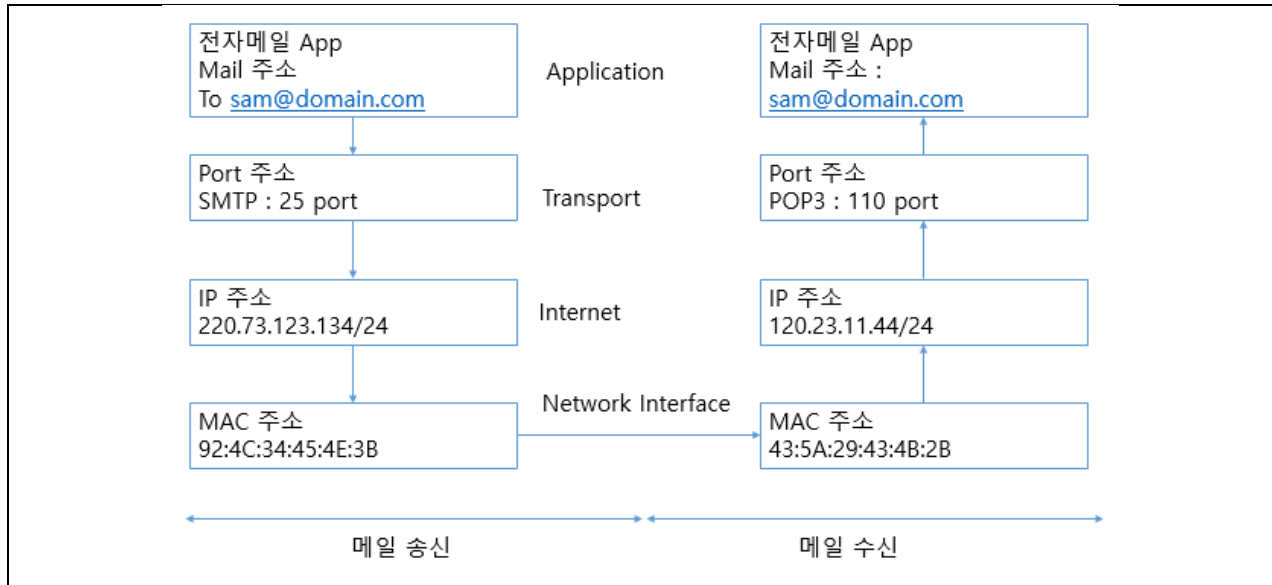 전자메일 App
Mail 주소
To sam@domain.com
Application
전자메일 App
Mail 주소 :
sam@domain.com
Port 주소
SMTP : 25 port
Transport
Port 주소
POP3 : 110 port
IP 주소
220.73.123.134/24
Internet
IP 주소
120.23.11.44/24
MAC 주소
92:4C:34:45:4E:3B
Network Interface
MAC 주소
43:5A:29:43:4B:2B
메일 송신
메일 수신